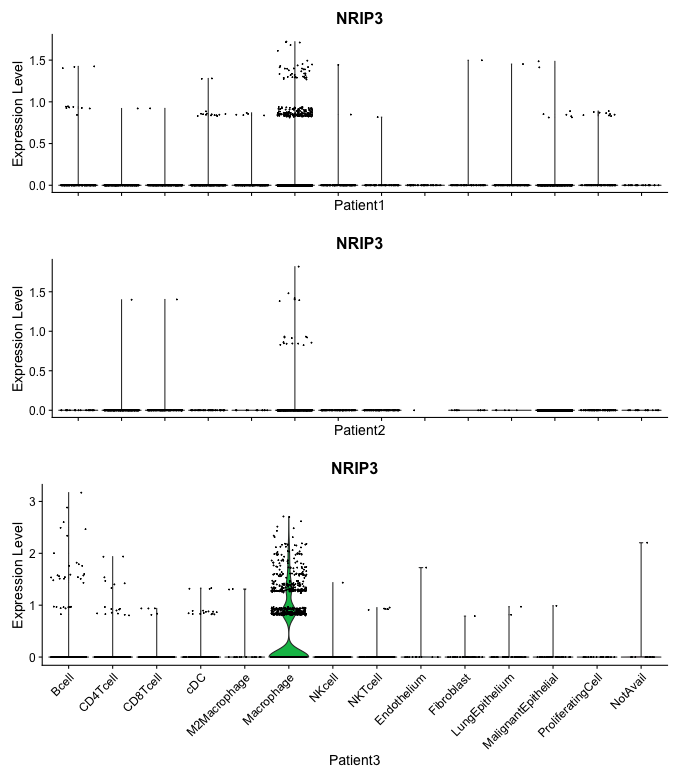 NRIP3
Expression Level
1.5
1.0
0.5
0.0
Patient1
NRIP3
Expression Level
1.5
1.0
0.5
0.0
Patient2
NRIP3
Expression Level
3
2
1
0
Bcell
CD4Tcell
CD8Tcell
cDC
M2Macrophage
Macrophage
NKcell
NKTcell
Endothelium
Fibroblast
LungEpithelium
MalignantEpithelial
ProliferatingCell
NotAvail
Patient3